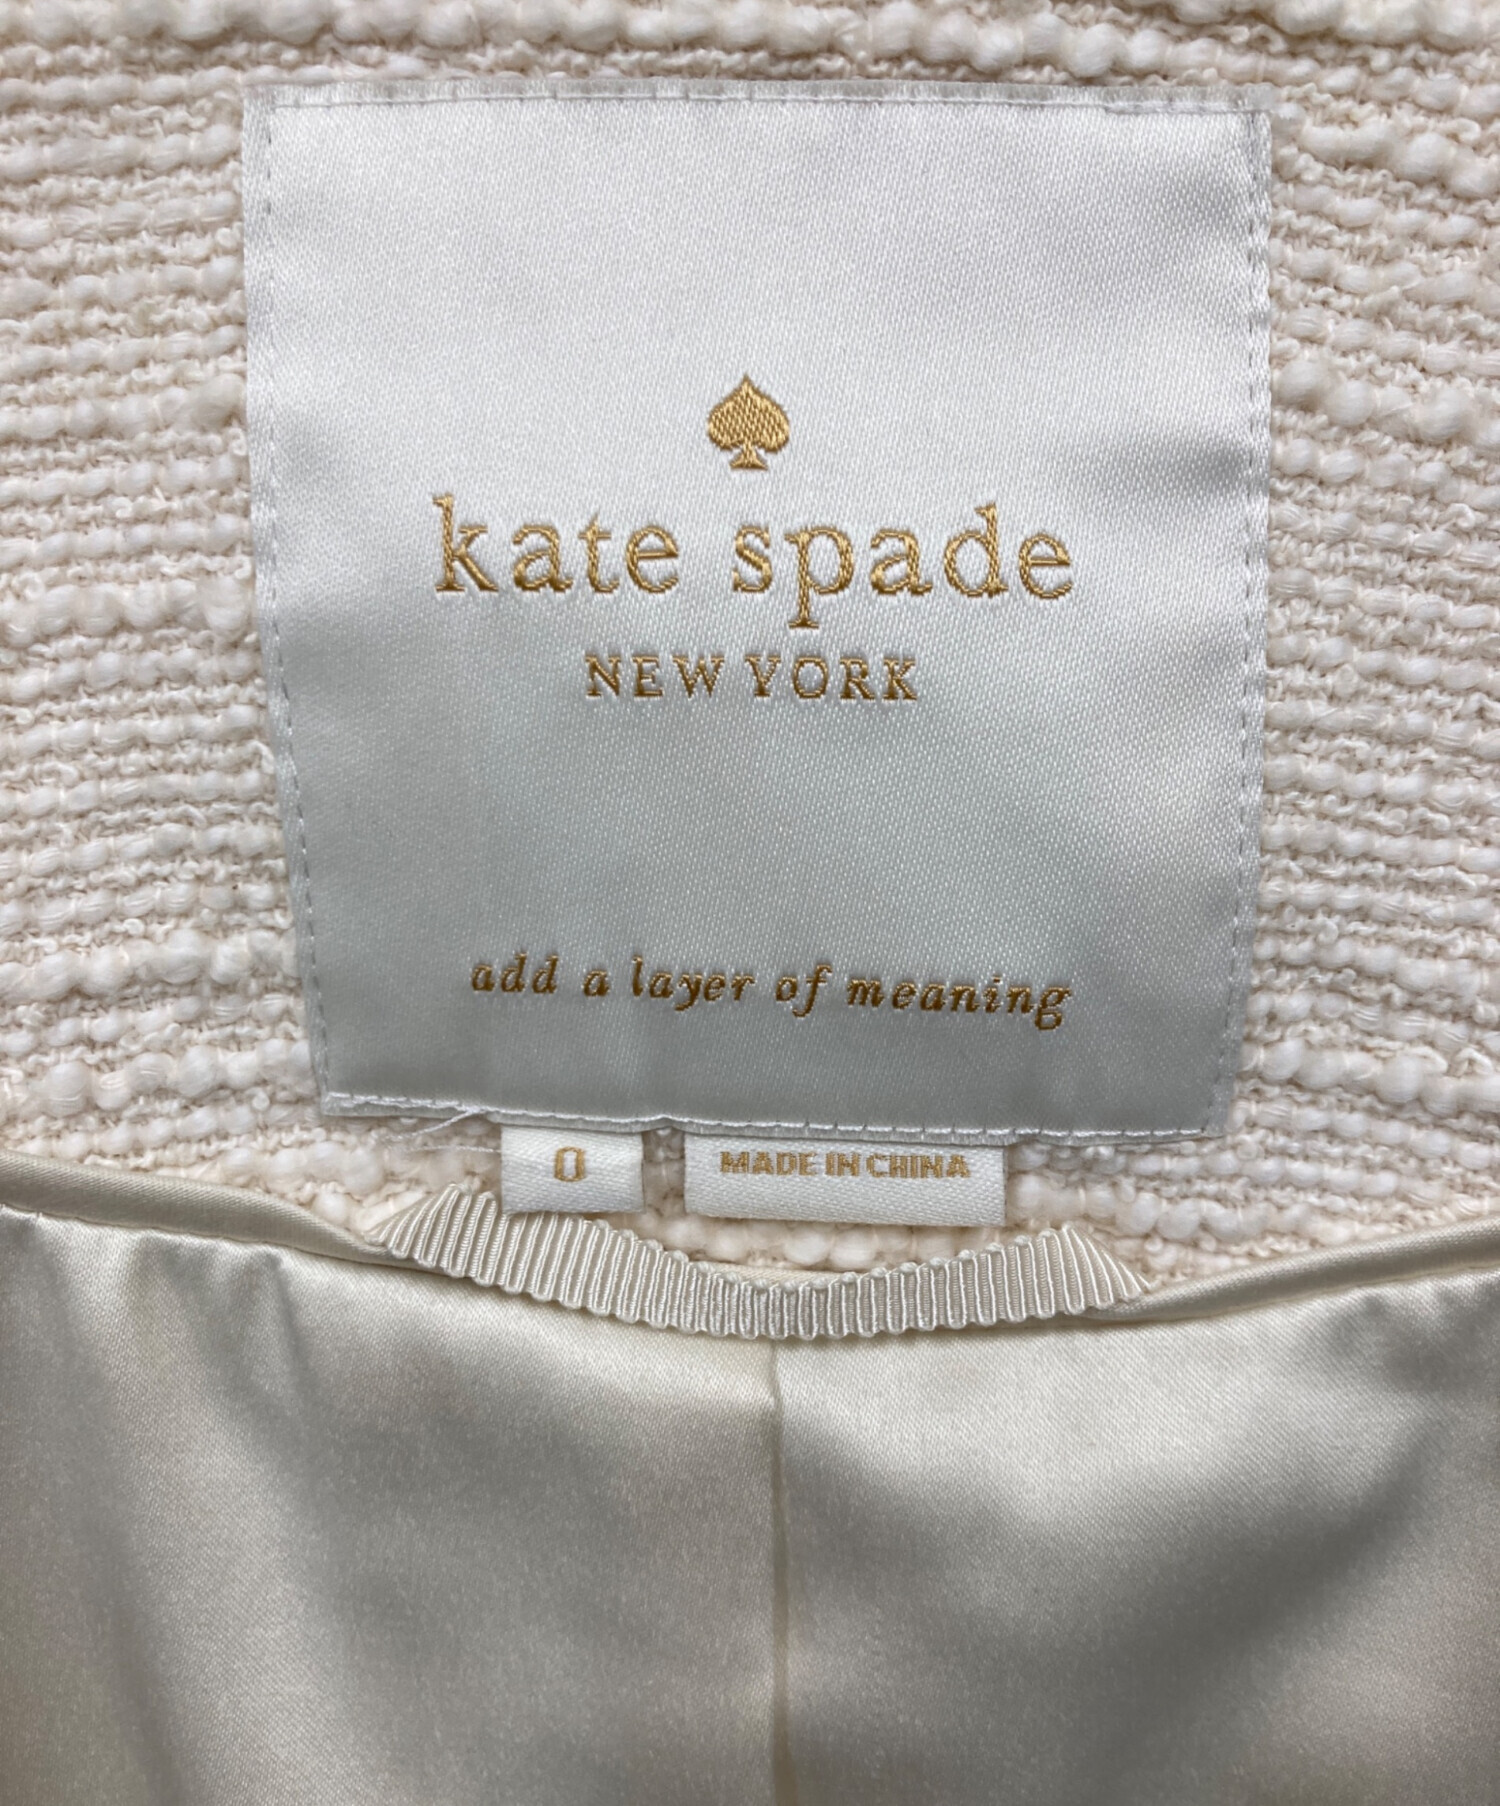 kate spade
NEW YORK
add a layer of meaning
0
MADE IN CHINA